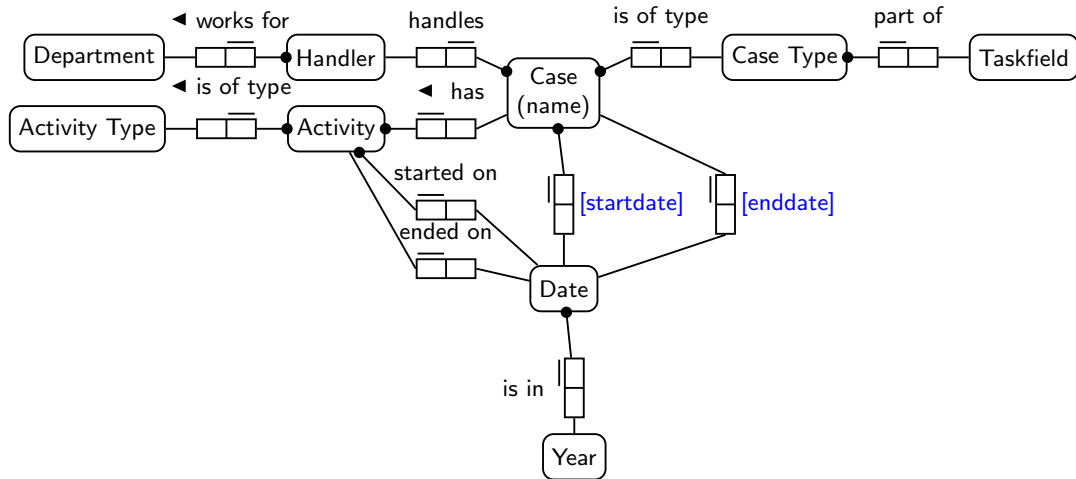 ◄ works for
handles
is of type
part of
Department
Handler
Case
(name)
Case Type
Taskfield
◄ is of type
◄ has
Activity Type
Activity
started on
[startdate]
[enddate]
ended on
Date
is in
Year